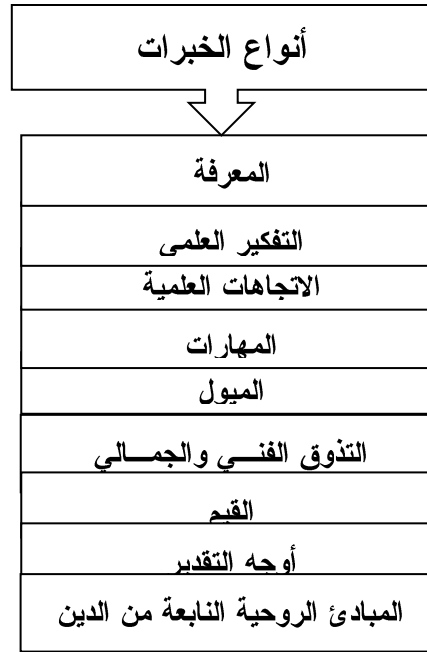 أنواع الخبرات
المعرفة
التفكير العلمى
الاتجاهات العلمية
المهارات
الميول
التذوق الفنـــي والجمـــالي
القيم
أوجه التقدير
المبادئ الروحية النابعة من الدين